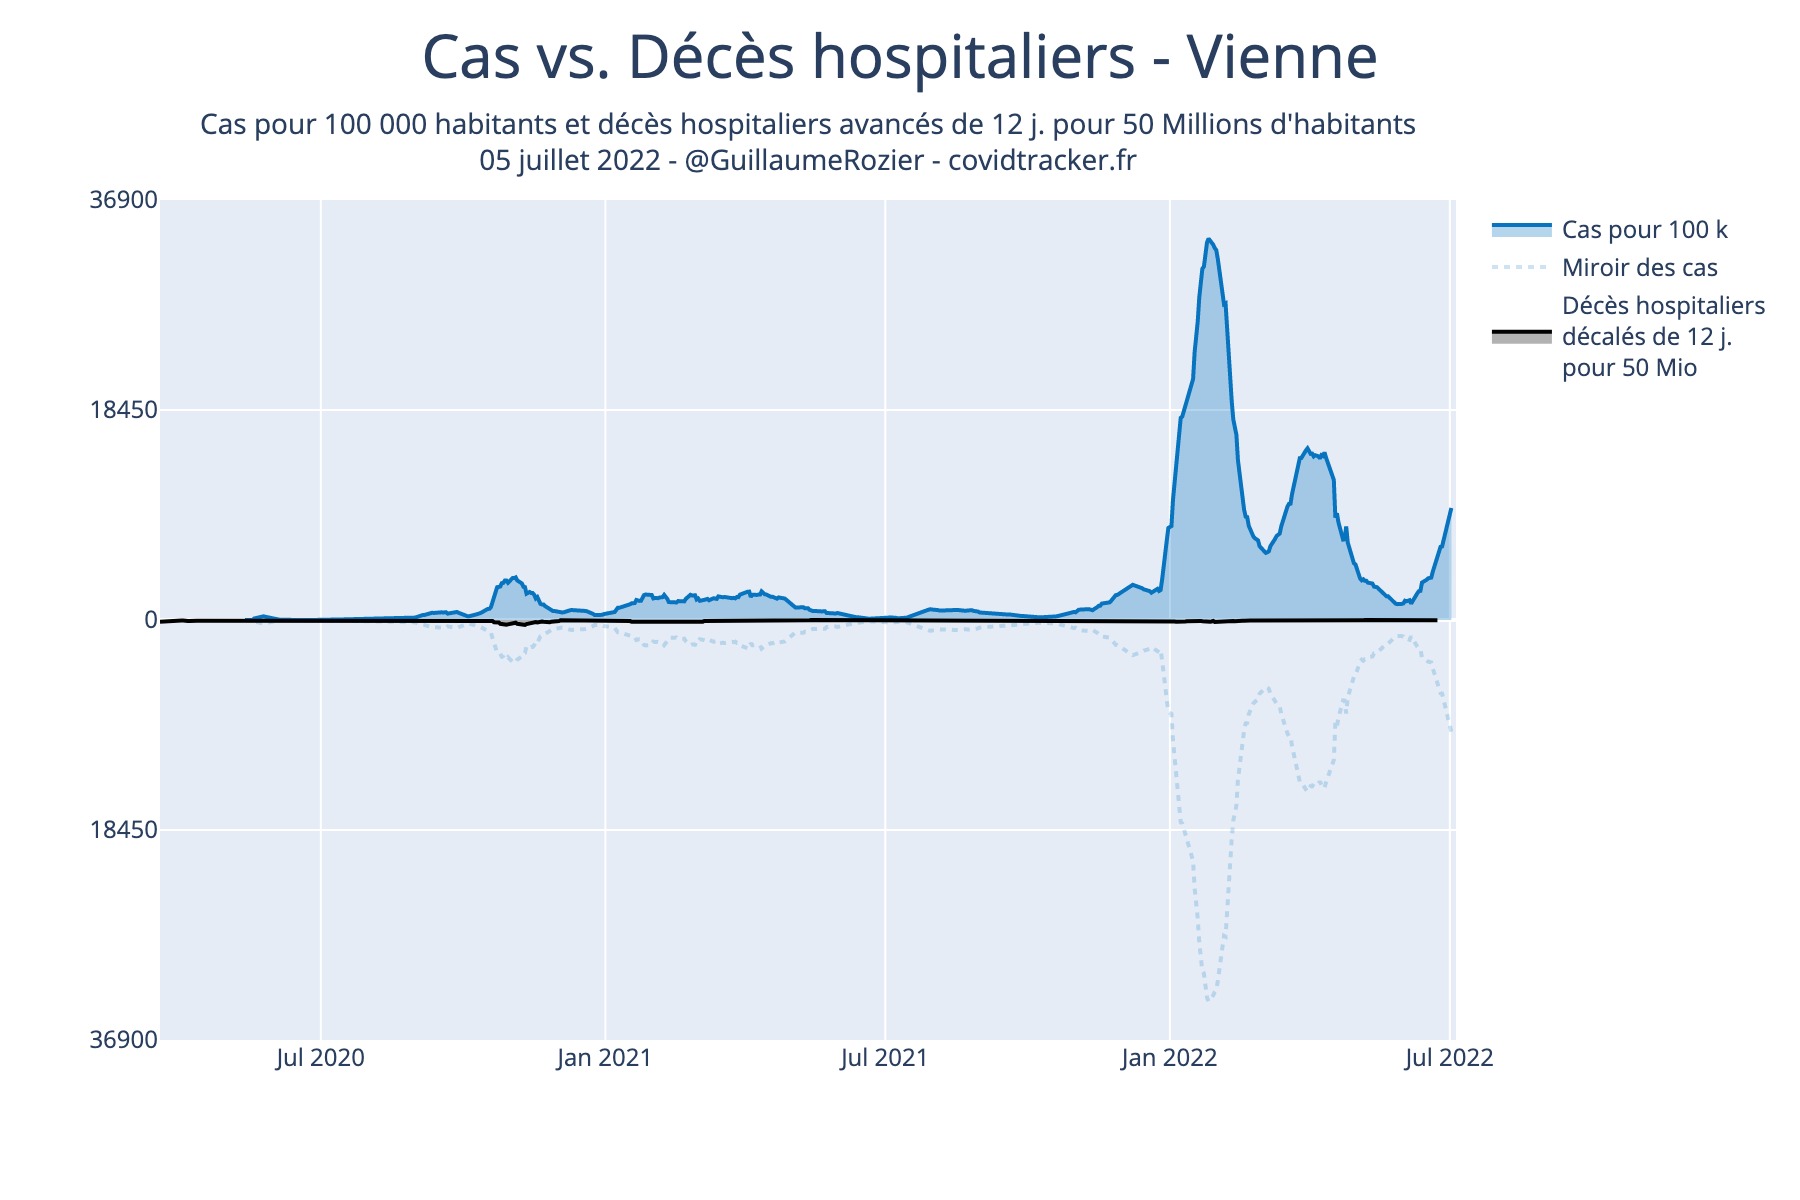 Cas vs. Décès hospitaliers - Vienne
Cas pour 100 000 habitants et décès hospitaliers avancés de 12 j. pour 50 Millions d'habitants
05 juillet 2022 - @GuillaumeRozier - covidtracker.fr
36900
18450
0
18450
36900
Jul 2020
Jan 2021
Jul 2021
Jan 2022
Jul 2022
Cas pour 100 k
Miroir des cas
Décès hospitaliers
décalés de 12 j.
pour 50 Mio